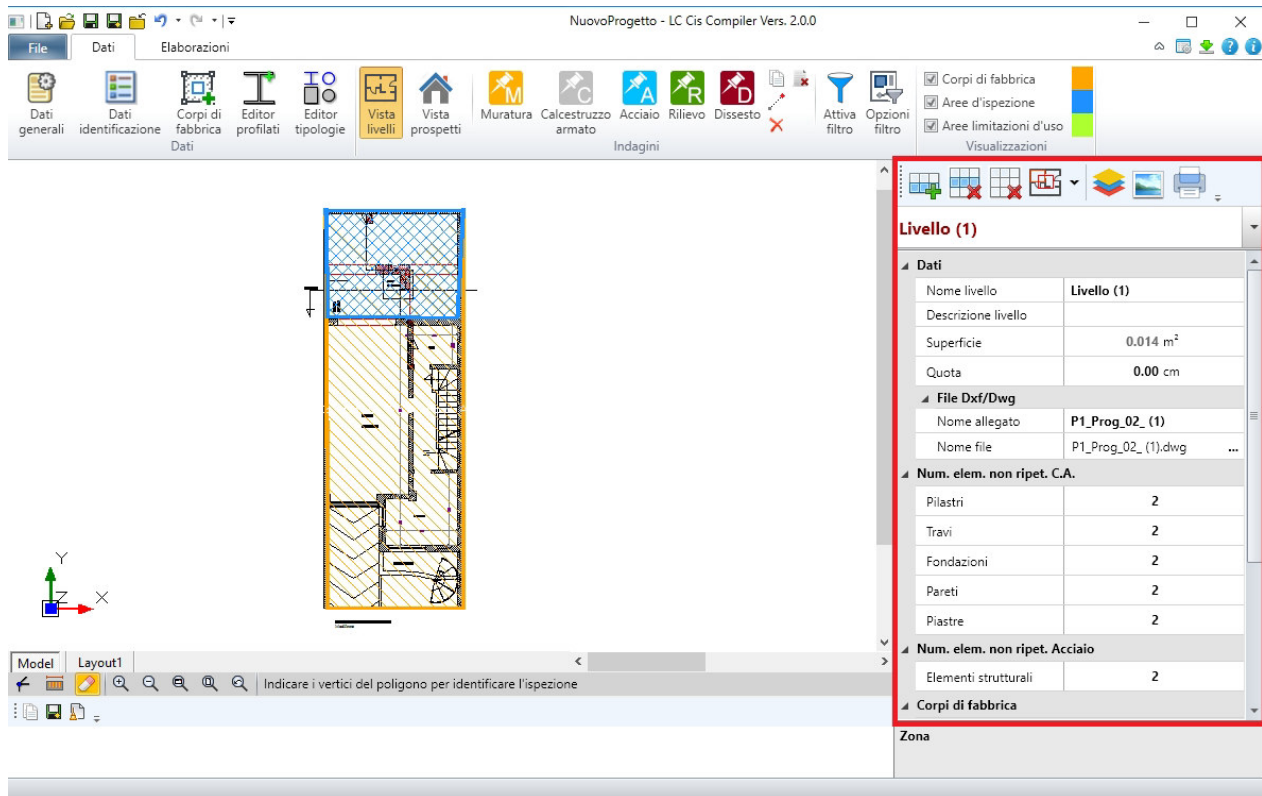 NuovoProgetto - LC Cis Compiler Vers. 2.0.0
File Dati Elaborazioni
Dati generali
Dati identificazione
Corpi di fabbrica
Editor profilati
Editor tipologie
Dati
Vista livelli
Vista prospetti
Muratura
Calcestruzzo armato
Acciaio
Rilievo
Dissesto
Indagini
Attiva filtro
Opzioni filtro
Corpi di fabbrica
Aree d'ispezione
Aree limitazioni d'uso
Visualizzazioni
Livello (1)
Dati
Nome livello Livello (1)
Descrizione livello
Superficie 0.014 m²
Quota 0.00 cm
File Dxf/Dwg
Nome allegato P1_Prog_02_ (1)
Nome file P1_Prog_02_ (1).dwg ...
Num. elem. non ripet. C.A.
Pilastri 2
Travi 2
Fondazioni 2
Pareti 2
Piastre 2
Num. elem. non ripet. Acciaio
Elementi strutturali 2
Corpi di fabbrica
Zona
Y
Z X
Model Layout1
Indicare i vertici del poligono per identificare l'ispezione